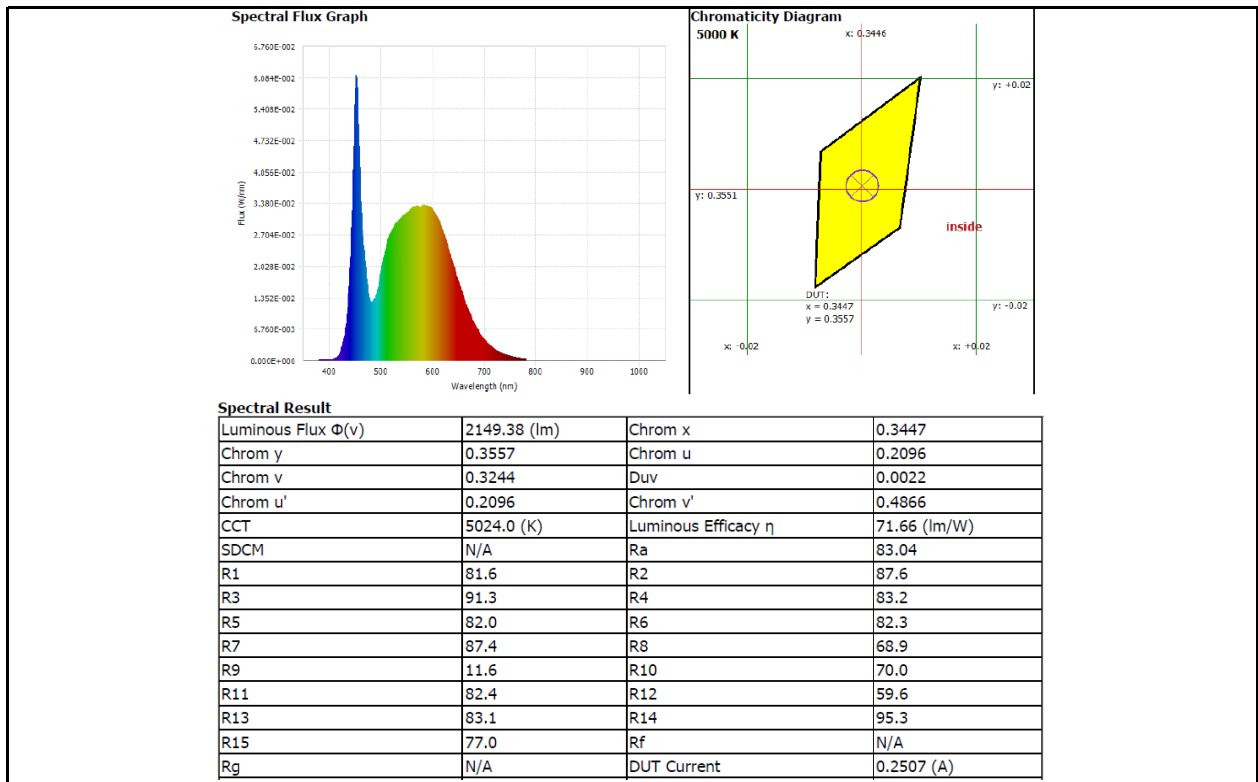 Spectral Flux Graph
6.760E-002
6.084E-002
5.408E-002
4.732E-002
4.056E-002
3.380E-002
2.704E-002
2.028E-002
1.352E-002
6.760E-003
0.000E+000
Flux (W/nm)
400 500 600 700 800 900 1000
Wavelength (nm)
Chromaticity Diagram
5000 K
x: 0.3446
y: +0.02
y: 0.3551
inside
DUT:
x = 0.3447
y = 0.3557
y: -0.02
x: -0.02
x: +0.02
Spectral Result
Luminous Flux Φ(v) 2149.38 (lm) Chrom x 0.3447
Chrom y 0.3557 Chrom u 0.2096
Chrom v 0.3244 Duv 0.0022
Chrom u' 0.2096 Chrom v' 0.4866
CCT 5024.0 (K) Luminous Efficacy η 71.66 (lm/W)
SDCM N/A Ra 83.04
R1 81.6 R2 87.6
R3 91.3 R4 83.2
R5 82.0 R6 82.3
R7 87.4 R8 68.9
R9 11.6 R10 70.0
R11 82.4 R12 59.6
R13 83.1 R14 95.3
R15 77.0 Rf N/A
Rg N/A DUT Current 0.2507 (A)